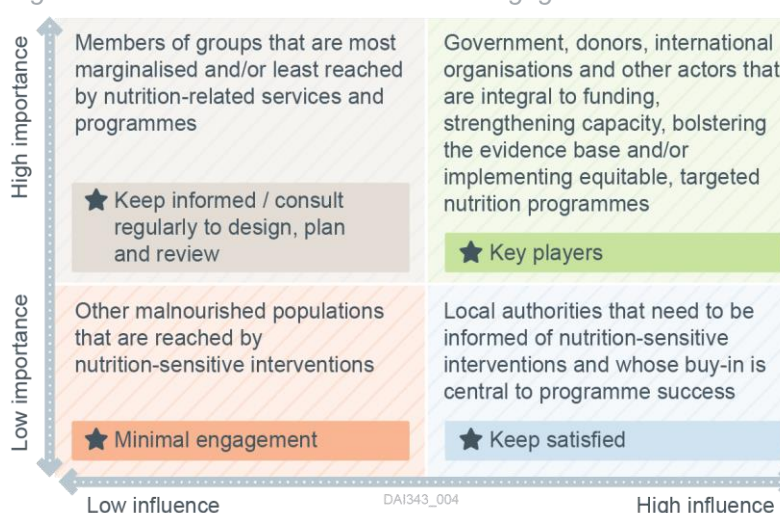 High importance
Members of groups that are most
marginalised and/or least reached
by nutrition-related services and
programmes
★ Keep informed / consult
regularly to design, plan
and review
Government, donors, international
organisations and other actors that
are integral to funding,
strengthening capacity, bolstering
the evidence base and/or
implementing equitable, targeted
nutrition programmes
★ Key players
Low importance
Other malnourished populations
that are reached by
nutrition-sensitive interventions
★ Minimal engagement
Local authorities that need to be
informed of nutrition-sensitive
interventions and whose buy-in is
central to programme success
★ Keep satisfied
Low influence
DAI343_004
High influence